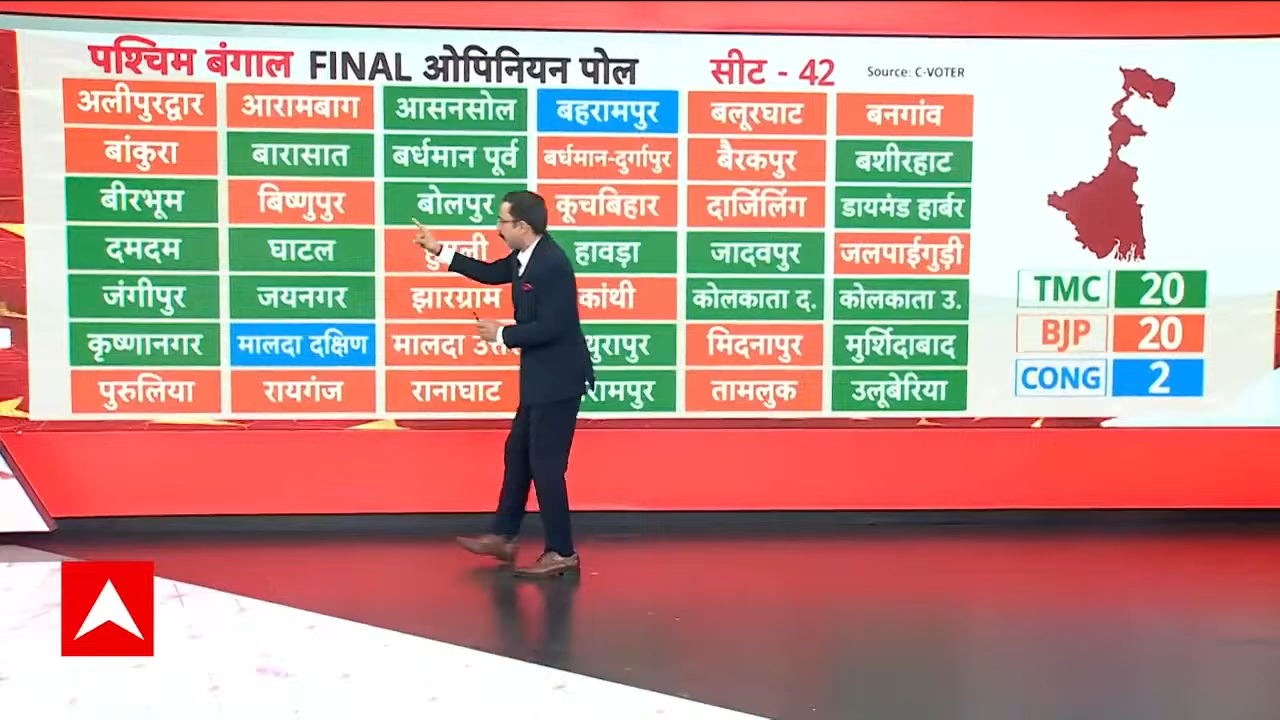 पश्चिम बंगाल FINAL ओपिनियन पोल सीट - 42 Source: C-VOTER
अलीपुरद्वार आरामबाग आसनसोल बहरामपुर बलूरघाट बनगांव
बांकुरा बारासात बर्धमान पूर्व बर्धमान-दुर्गापुर बैरकपुर बशीरहाट
बीरभूम बिष्णुपुर बोलपुर कूचबिहार दार्जिलिंग डायमंड हार्बर
दमदम घाटल हावड़ा जादवपुर जलपाईगुड़ी
जंगीपुर जयनगर झारग्राम कांथी कोलकाता द. कोलकाता उ.
कृष्णानगर मालदा दक्षिण मालदा मिदनापुर मुर्शिदाबाद
पुरुलिया रायगंज रानाघाट तामलुक उलूबेरिया
TMC 20
BJP 20
CONG 2